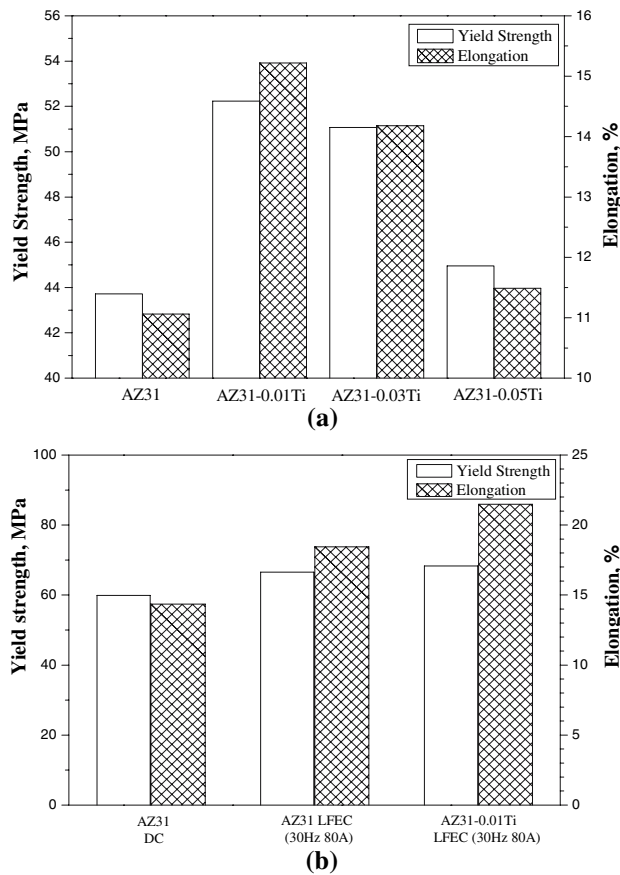 56
54
52
50
48
46
44
42
40
Yield Strength, MPa
Yield Strength
Elongation
16
15
14
13
12
11
10
Elongation, %
AZ31 AZ31-0.01Ti AZ31-0.03Ti AZ31-0.05Ti
(a)
100
80
60
40
20
0
Yield strength, MPa
Yield Strength
Elongation
25
20
15
10
5
0
Elongation, %
AZ31 AZ31 LFEC AZ31-0.01Ti
DC (30Hz 80A) LFEC (30Hz 80A)
(b)